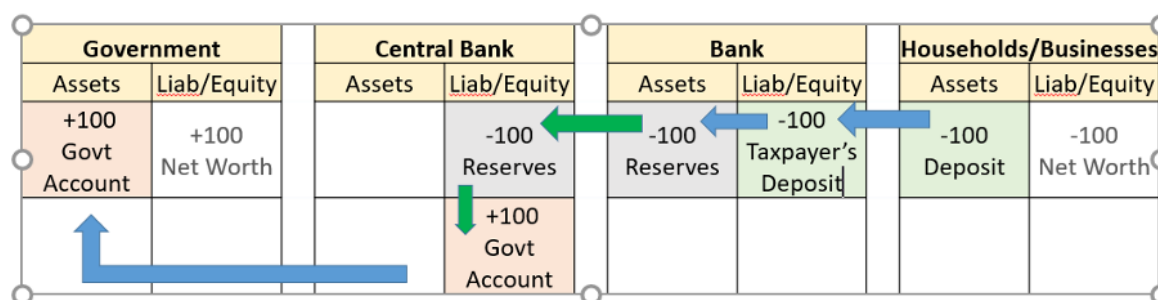 Government Central Bank Bank Households/Businesses
Assets Liab/Equity Assets Liab/Equity Assets Liab/Equity Assets Liab/Equity
+100
Govt
Account
+100
Net Worth
-100
Reserves
-100
Reserves
-100
Taxpayer’s
Deposit
-100
Deposit
-100
Net Worth
+100
Govt
Account